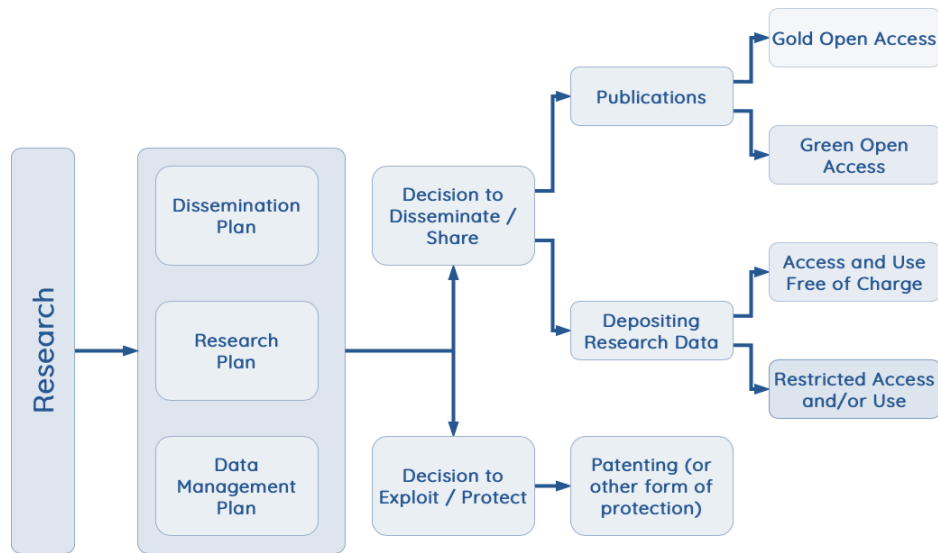 Research
Dissemination
Plan
Research
Plan
Data
Management
Plan
Decision to
Disseminate /
Share
Decision to
Exploit / Protect
Publications
Depositing
Research Data
Patenting (or
other form of
protection)
Gold Open Access
Green Open
Access
Access and Use
Free of Charge
Restricted Access
and/or Use